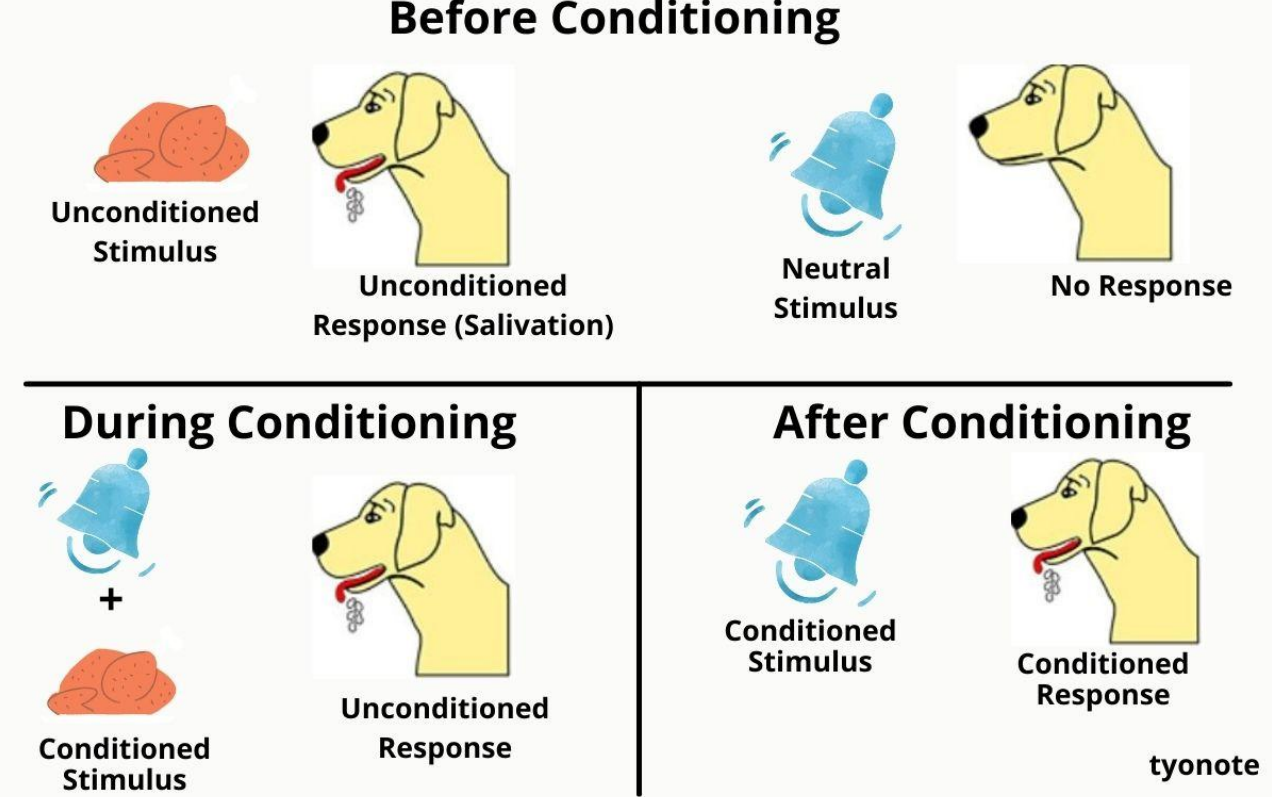 Before Conditioning
Unconditioned
Stimulus
Unconditioned
Response (Salivation)
Neutral
Stimulus
No Response
During Conditioning
+
Conditioned
Stimulus
Unconditioned
Response
After Conditioning
Conditioned
Stimulus
Conditioned
Response
tyonote